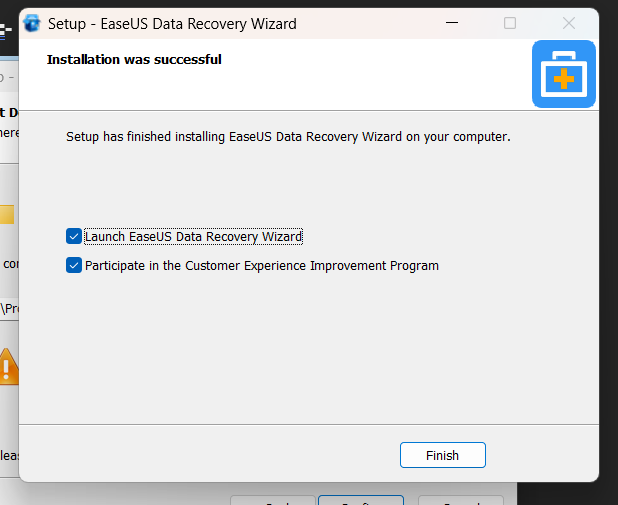 Setup - EaseUS Data Recovery Wizard
Installation was successful
Setup has finished installing EaseUS Data Recovery Wizard on your computer.
Launch EaseUS Data Recovery Wizard
Participate in the Customer Experience Improvement Program
Finish